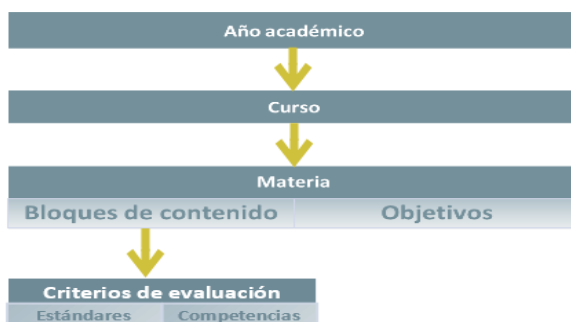 Año académico
Curso
Materia
Bloques de contenido Objetivos
Criterios de evaluación
Estándares Competencias